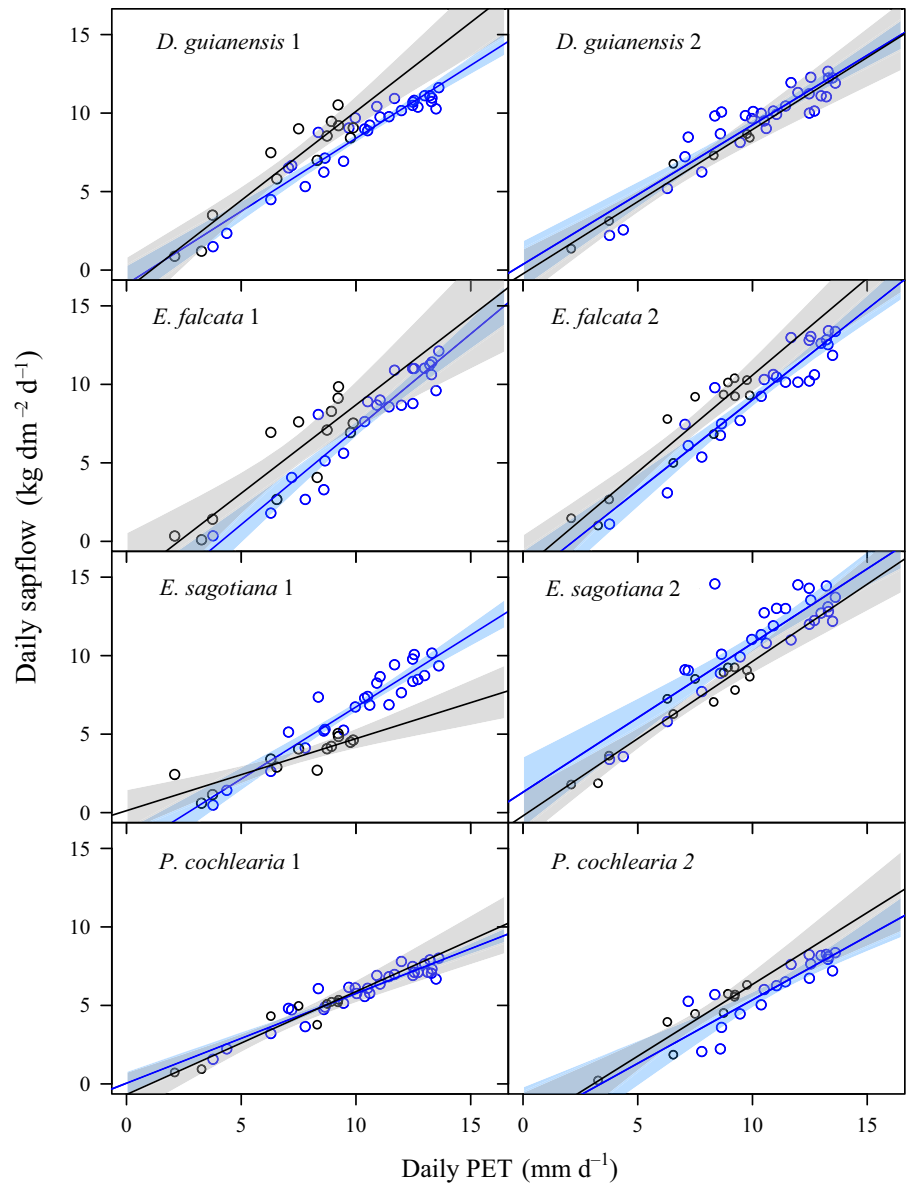 15
10
5
0
D. guianensis 1
D. guianensis 2
15
10
5
0
E. falcata 1
E. falcata 2
15
10
5
0
E. sagotiana 1
E. sagotiana 2
15
10
5
0
P. cochlearia 1
P. cochlearia 2
0 5 10 15
0 5 10 15
Daily sapflow (kg dm⁻² d⁻¹)
Daily PET (mm d⁻¹)